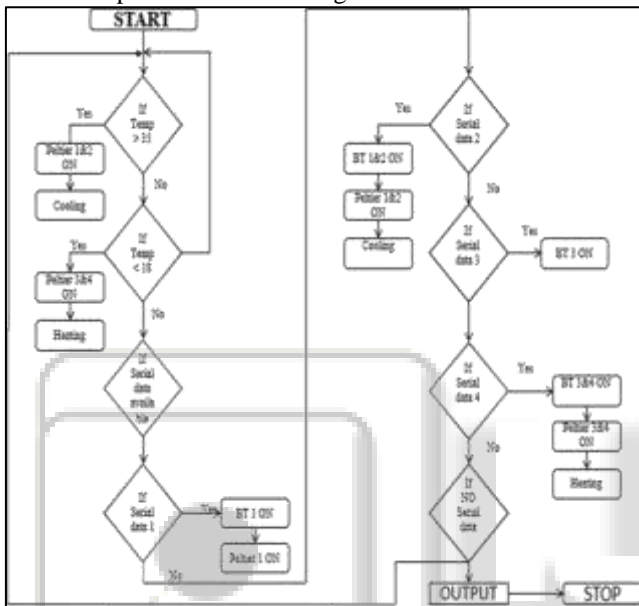 START
If
Temp
> 35
Yes
Peltier 1&2
ON
Cooling
No
If
Temp
< 18
Yes
Peltier 3&4
ON
Heating
No
If
Serial
data
availa
ble
If
Serial
data 1
Yes
BT 1 ON
Peltier 1 ON
No
If
Serial
data 2
Yes
BT 1&2 ON
Peltier 1&2
ON
Cooling
No
If
Serial
data 3
Yes
BT 3 ON
If
Serial
data 4
Yes
BT 3&4 ON
Peltier 3&4
ON
Heating
No
If
NO
Serial
data
OUTPUT
STOP